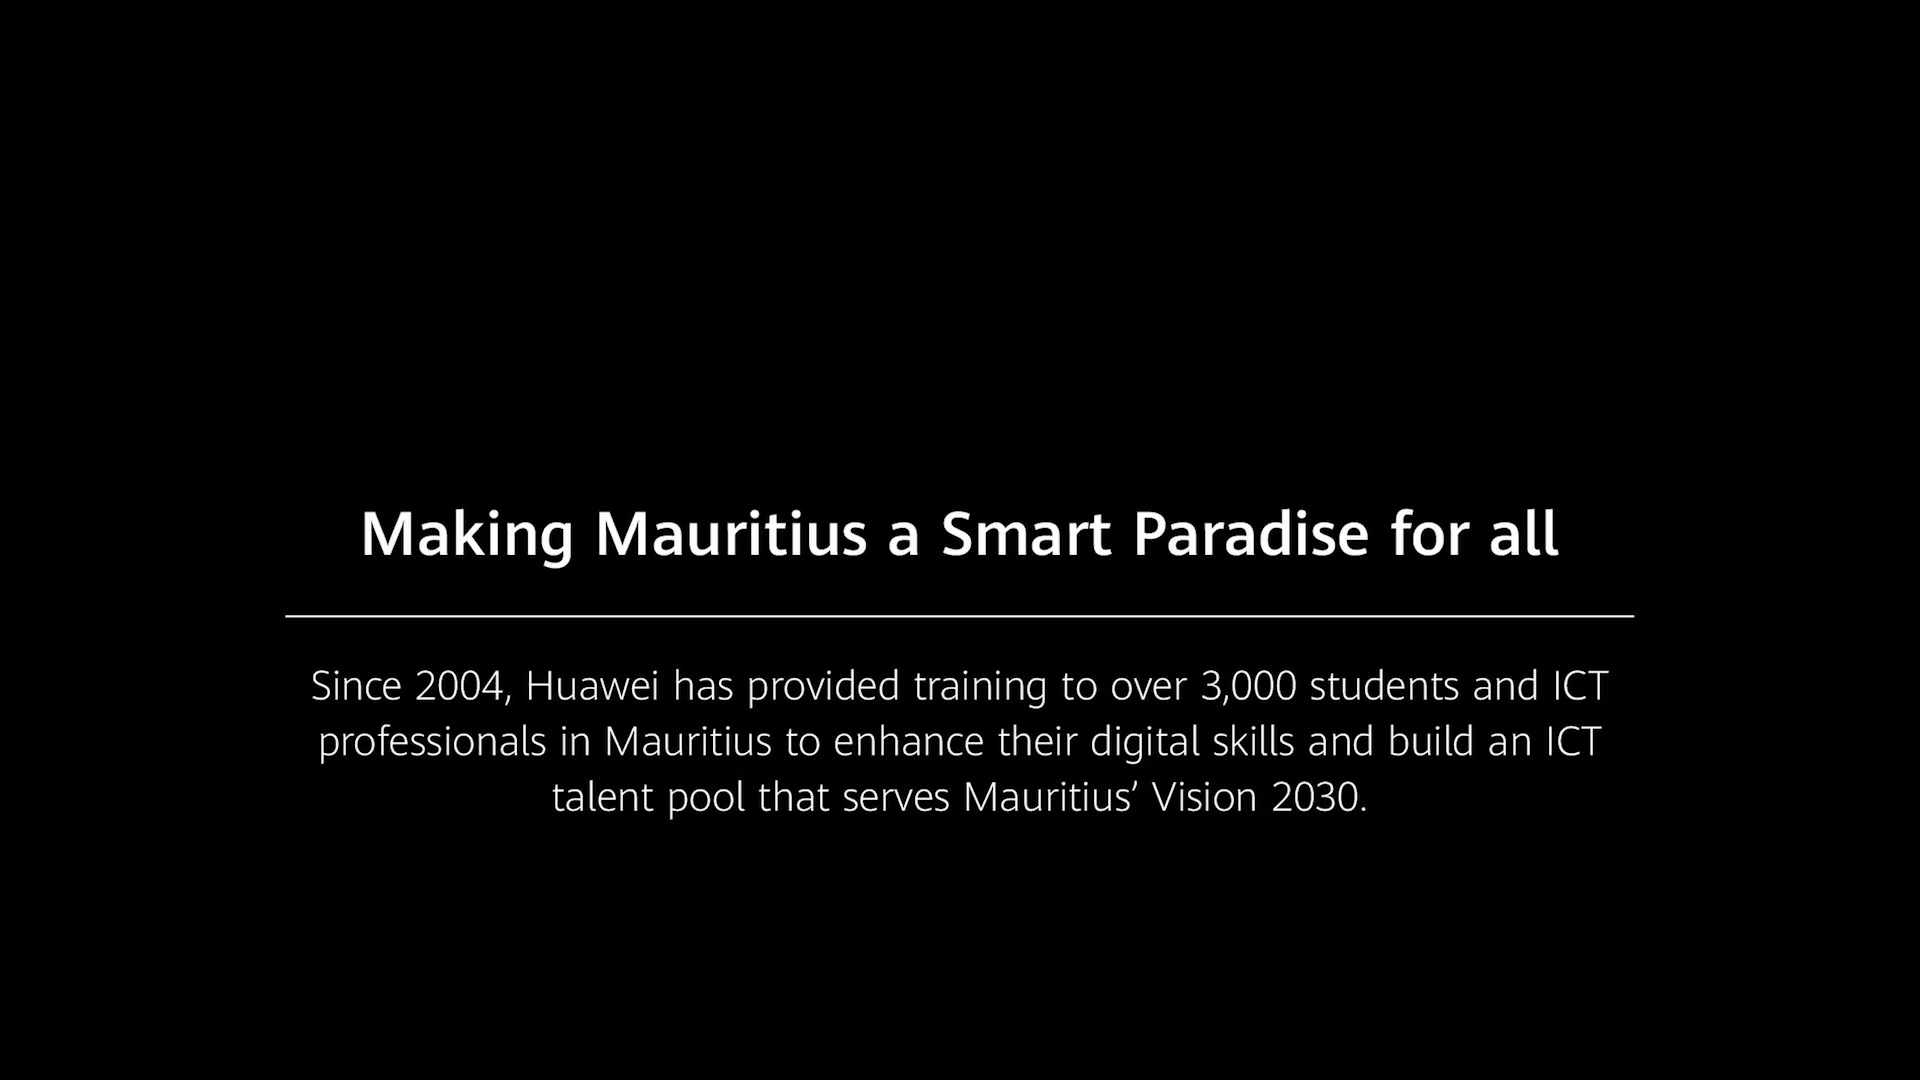 Making Mauritius a Smart Paradise for all
Since 2004, Huawei has provided training to over 3,000 students and ICT
professionals in Mauritius to enhance their digital skills and build an ICT
talent pool that serves Mauritius’ Vision 2030.